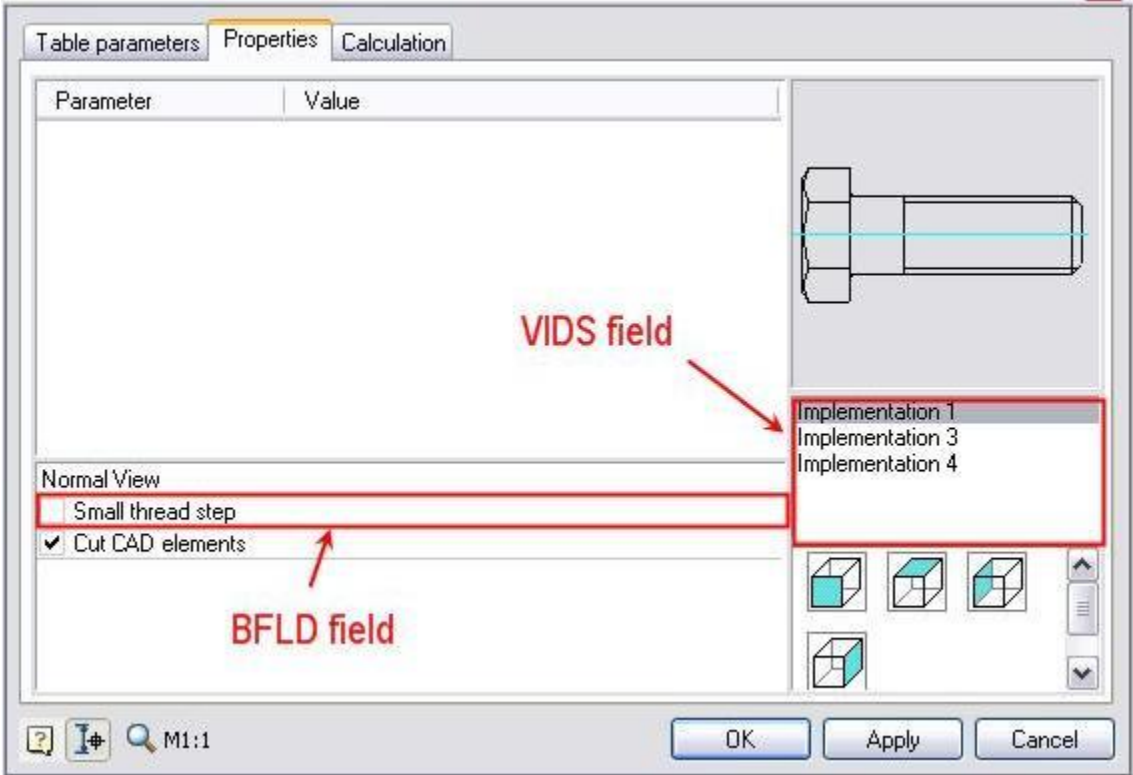 Table parameters Properties Calculation
Parameter Value
VIDS field
Implementation 1
Implementation 3
Implementation 4
Normal View
Small thread step
Cut CAD elements
BFLD field
M1:1
OK Apply Cancel